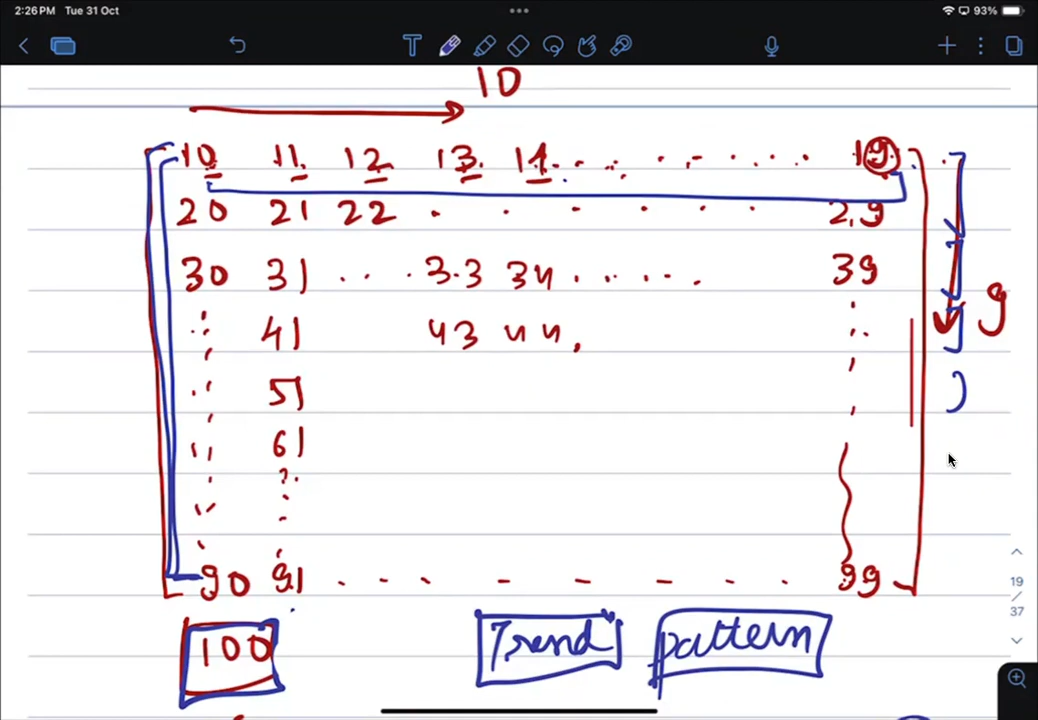 2:26 PM Tue 31 Oct 93%
T
10
10 11 12 13 14 . . . . . . . . . . 19
20 21 22 . . . . . . 29
30 31 . . . 33 34 . . . . . 39
41 43 44
51
61
90 91 . . . - - - . . 99
9
19
/
37
100 Trend pattern